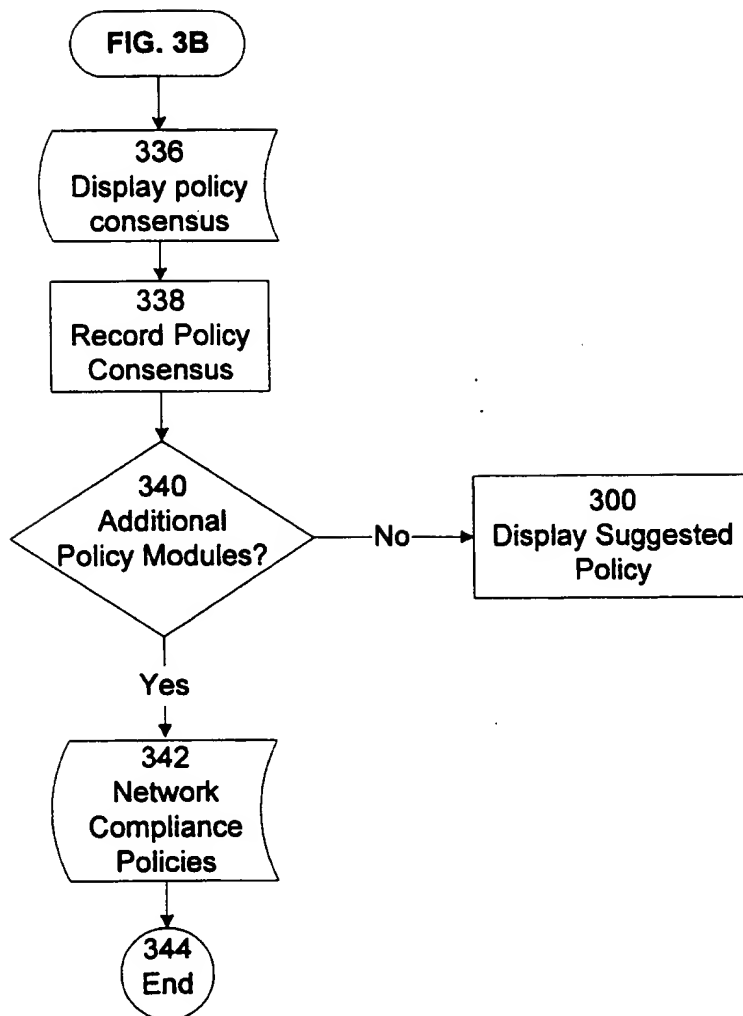 FIG. 3B
336
Display policy
consensus
338
Record Policy
Consensus
340
Additional
Policy Modules?
No
300
Display Suggested
Policy
Yes
342
Network
Compliance
Policies
344
End